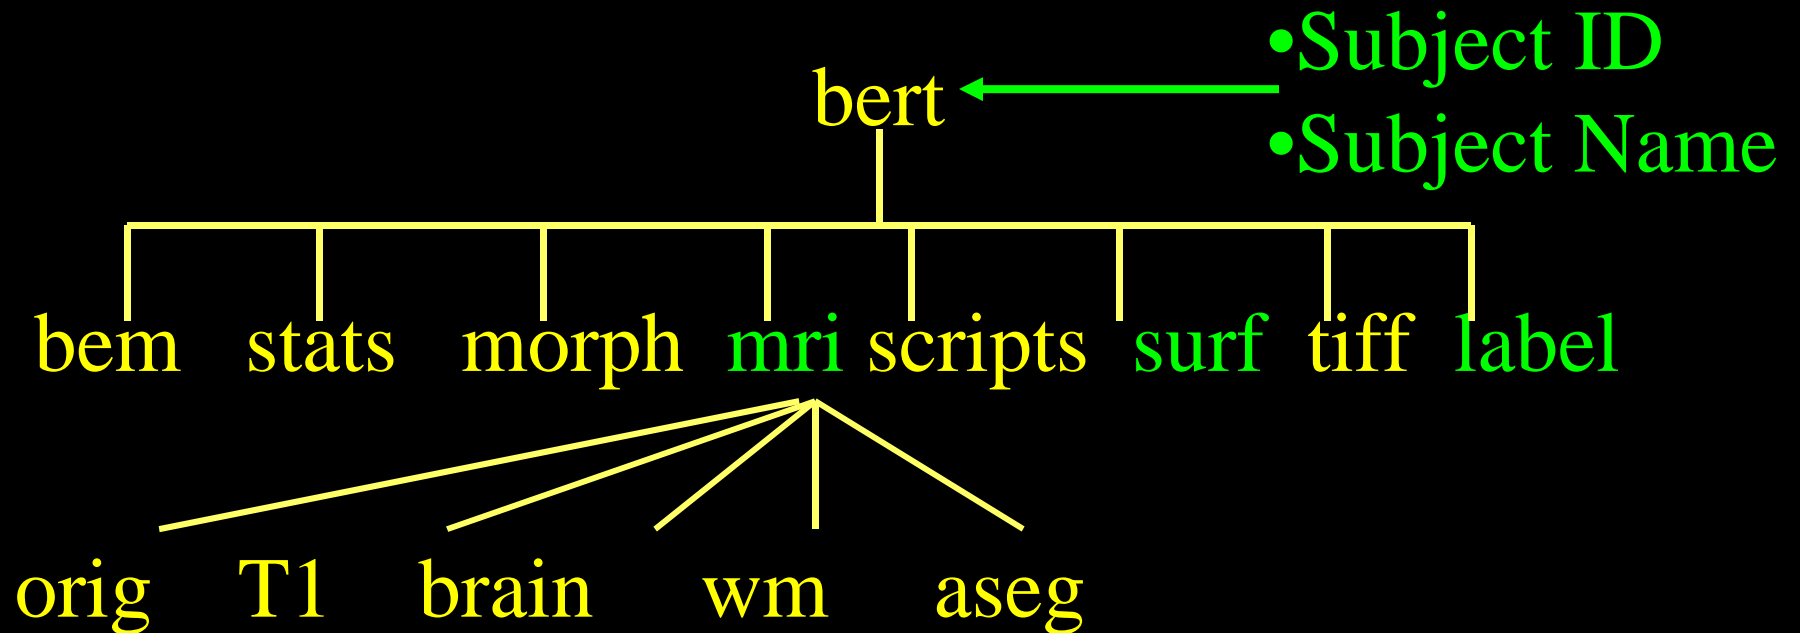 •Subject ID
bert
•Subject Name
bem stats morph mri scripts surf tiff label
orig T1 brain wm aseg